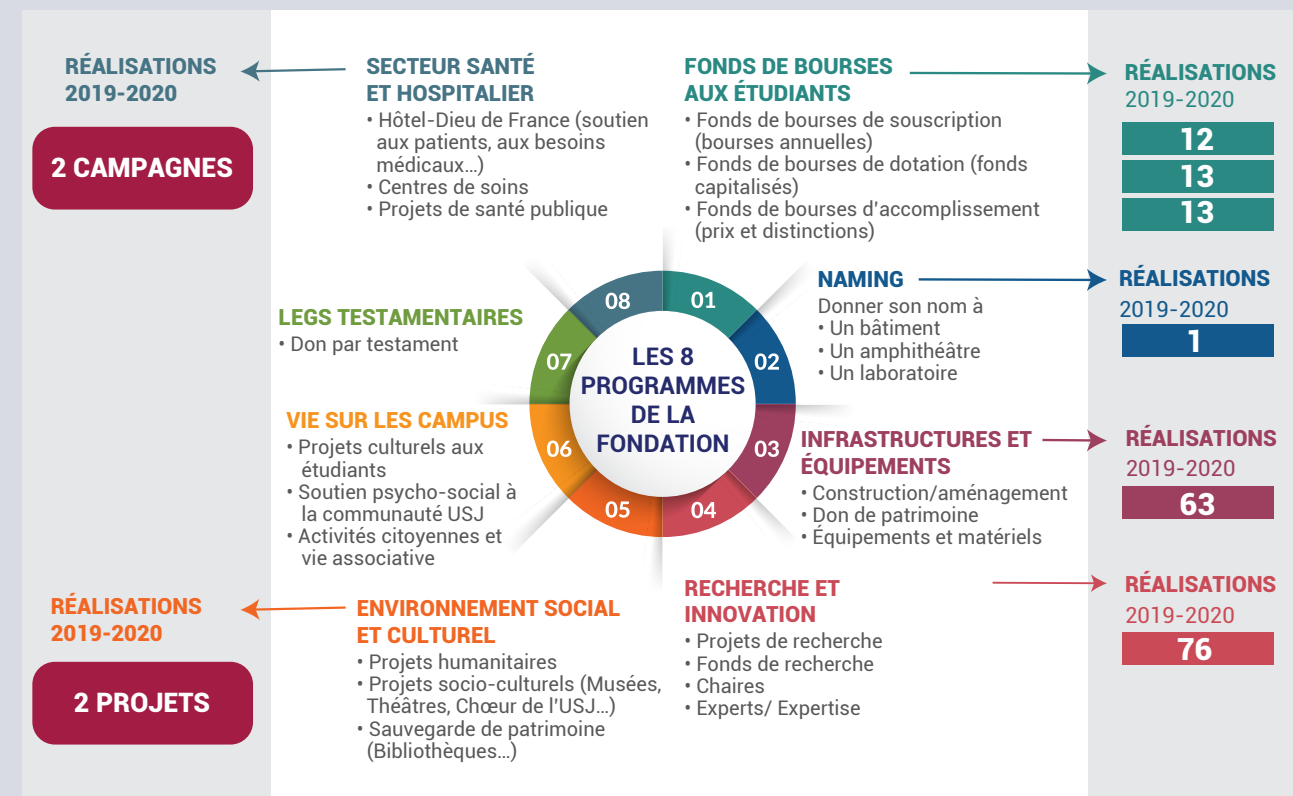 RÉALISATIONS
2019-2020
2 CAMPAGNES
SECTEUR SANTÉ
ET HOSPITALIER
• Hôtel-Dieu de France (soutien
aux patients, aux besoins
médicaux...)
• Centres de soins
• Projets de santé publique
FONDS DE BOURSES
AUX ÉTUDIANTS
• Fonds de bourses de souscription
(bourses annuelles)
• Fonds de bourses de dotation (fonds
capitalisés)
• Fonds de bourses d'accomplissement
(prix et distinctions)
RÉALISATIONS
2019-2020
12
13
13
LEGS TESTAMENTAIRES
• Don par testament
NAMING
Donner son nom à
• Un bâtiment
• Un amphithéâtre
• Un laboratoire
RÉALISATIONS
2019-2020
1
08
01
07
02
06
03
05
04
LES 8
PROGRAMMES
DE LA
FONDATION
VIE SUR LES CAMPUS
• Projets culturels aux
étudiants
• Soutien psycho-social à
la communauté USJ
• Activités citoyennes et
vie associative
INFRASTRUCTURES ET
ÉQUIPEMENTS
• Construction/aménagement
• Don de patrimoine
• Équipements et matériels
RÉALISATIONS
2019-2020
63
RÉALISATIONS
2019-2020
2 PROJETS
ENVIRONNEMENT SOCIAL
ET CULTUREL
• Projets humanitaires
• Projets socio-culturels (Musées,
Théâtres, Chœur de l'USJ...)
• Sauvegarde de patrimoine
(Bibliothèques...)
RECHERCHE ET
INNOVATION
• Projets de recherche
• Fonds de recherche
• Chaires
• Experts/ Expertise
RÉALISATIONS
2019-2020
76